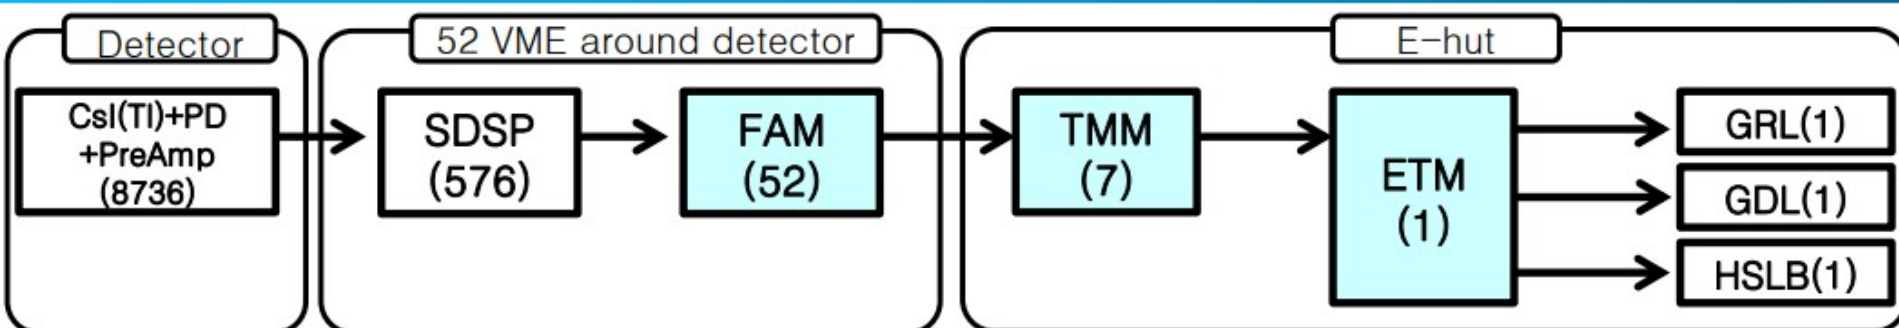 Detector
52 VME around detector
E-hut
CsI(Tl)+PD
+PreAmp
(8736)
SDSP
(576)
FAM
(52)
TMM
(7)
ETM
(1)
GRL(1)
GDL(1)
HSLB(1)